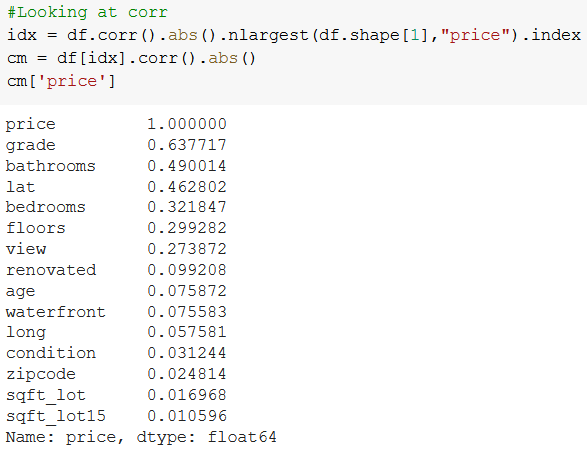 #Looking at corr
idx = df.corr().abs().nlargest(df.shape[1],"price").index
cm = df[idx].corr().abs()
cm['price']
price 1.000000
grade 0.637717
bathrooms 0.490014
lat 0.462802
bedrooms 0.321847
floors 0.299282
view 0.273872
renovated 0.099208
age 0.075872
waterfront 0.075583
long 0.057581
condition 0.031244
zipcode 0.024814
sqft_lot 0.016968
sqft_lot15 0.010596
Name: price, dtype: float64